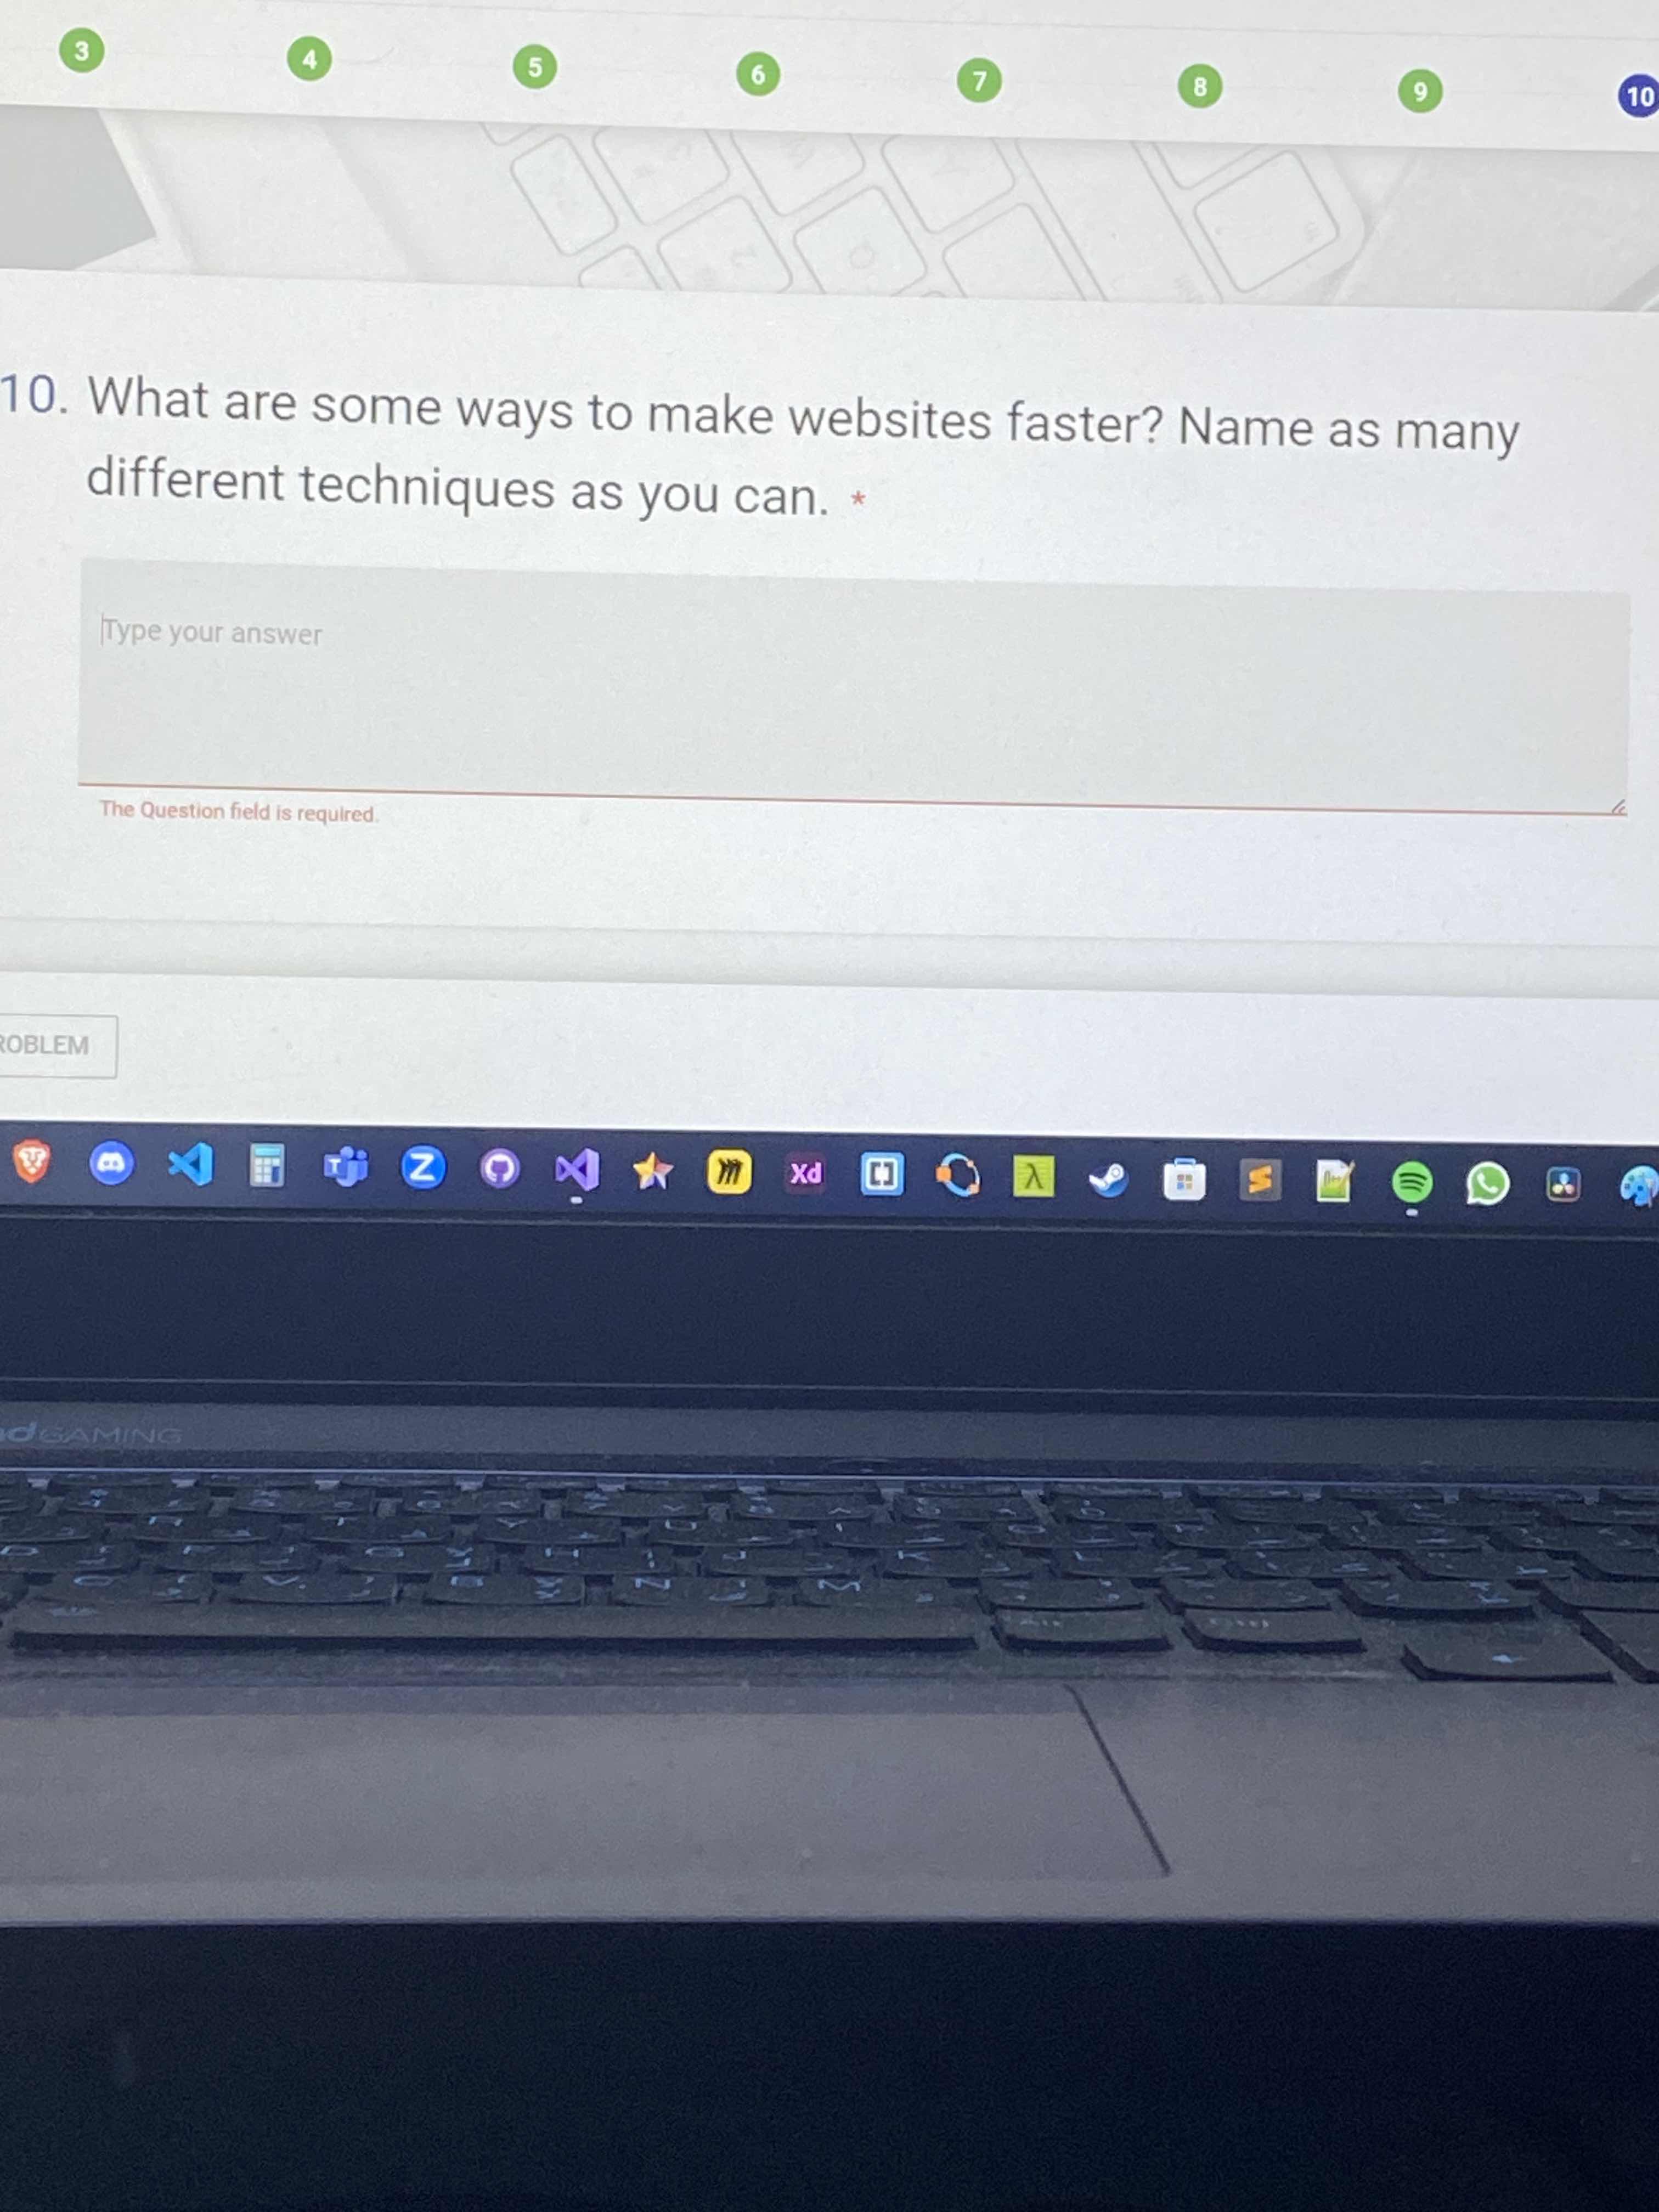 3 4 5 6 7 8 9 10
10. What are some ways to make websites faster? Name as many
different techniques as you can. *
Type your answer
The Question field is required.
ROBLEM
T Z Xd
GAMING